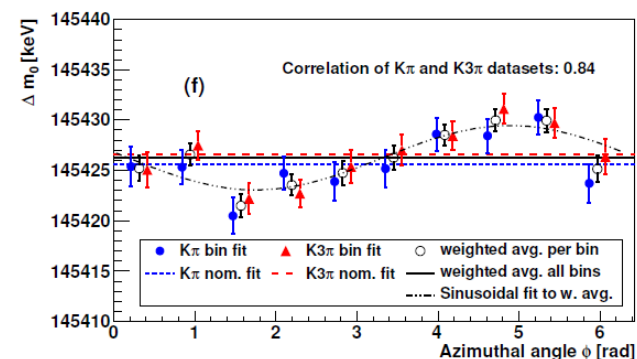 Δ m₀ [keV]
145440
145435
145430
145425
145420
145415
145410
(f)
Correlation of Kπ and K3π datasets: 0.84
Kπ bin fit
K3π bin fit
weighted avg. per bin
Kπ nom. fit
K3π nom. fit
weighted avg. all bins
Sinusoidal fit to w. avg.
0 1 2 3 4 5 6
Azimuthal angle ϕ [rad]